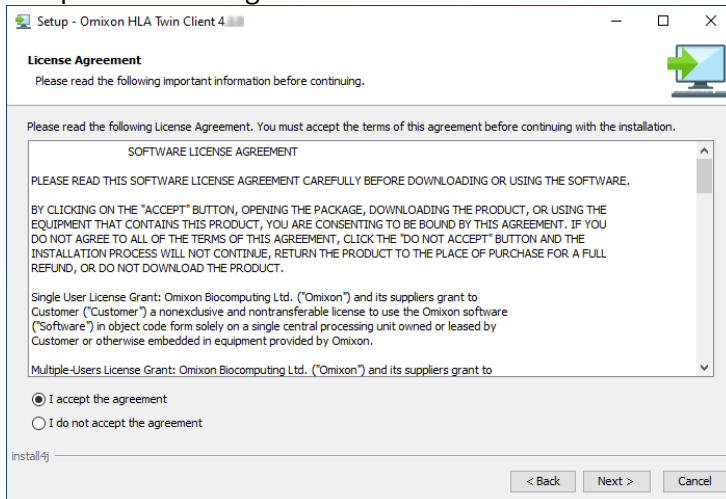 Setup - Omixon HLA Twin Client 4
License Agreement
Please read the following important information before continuing.
Please read the following License Agreement. You must accept the terms of this agreement before continuing with the installation.
SOFTWARE LICENSE AGREEMENT
PLEASE READ THIS SOFTWARE LICENSE AGREEMENT CAREFULLY BEFORE DOWNLOADING OR USING THE SOFTWARE.
BY CLICKING ON THE "ACCEPT" BUTTON, OPENING THE PACKAGE, DOWNLOADING THE PRODUCT, OR USING THE
EQUIPMENT THAT CONTAINS THIS PRODUCT, YOU ARE CONSENTING TO BE BOUND BY THIS AGREEMENT. IF YOU
DO NOT AGREE TO ALL OF THE TERMS OF THIS AGREEMENT, CLICK THE "DO NOT ACCEPT" BUTTON AND THE
INSTALLATION PROCESS WILL NOT CONTINUE, RETURN THE PRODUCT TO THE PLACE OF PURCHASE FOR A FULL
REFUND, OR DO NOT DOWNLOAD THE PRODUCT.
Single User License Grant: Omixon Biocomputing Ltd. ("Omixon") and its suppliers grant to
Customer ("Customer") a nonexclusive and nontransferable license to use the Omixon software
("Software") in object code form solely on a single central processing unit owned or leased by
Customer or otherwise embedded in equipment provided by Omixon.
Multiple-Users License Grant: Omixon Biocomputing Ltd. ("Omixon") and its suppliers grant to
I accept the agreement
I do not accept the agreement
install4j
< Back Next > Cancel